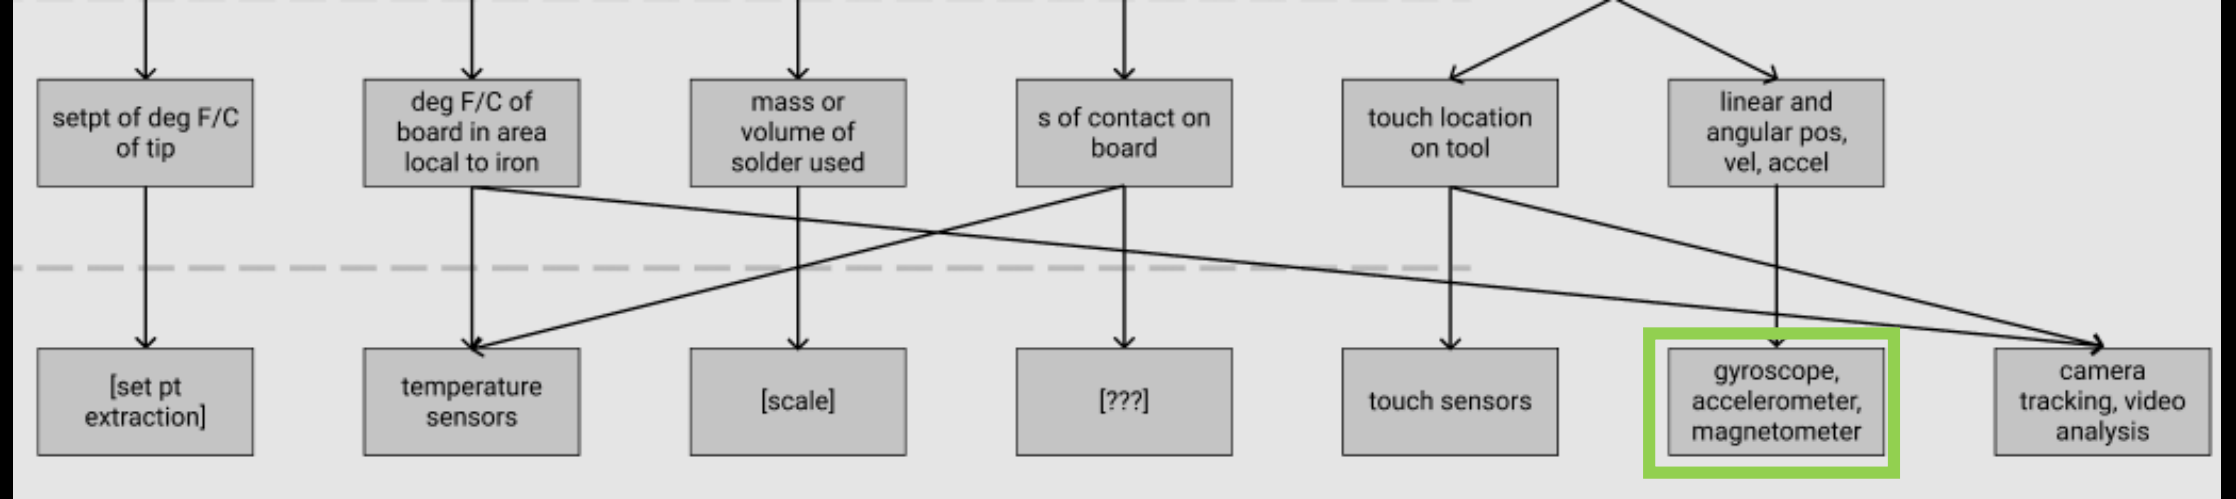 setpt of deg F/C
of tip
deg F/C of
board in area
local to iron
mass or
volume of
solder used
s of contact on
board
touch location
on tool
linear and
angular pos,
vel, accel
[set pt
extraction]
temperature
sensors
[scale]
[???]
touch sensors
gyroscope,
accelerometer,
magnetometer
camera
tracking, video
analysis